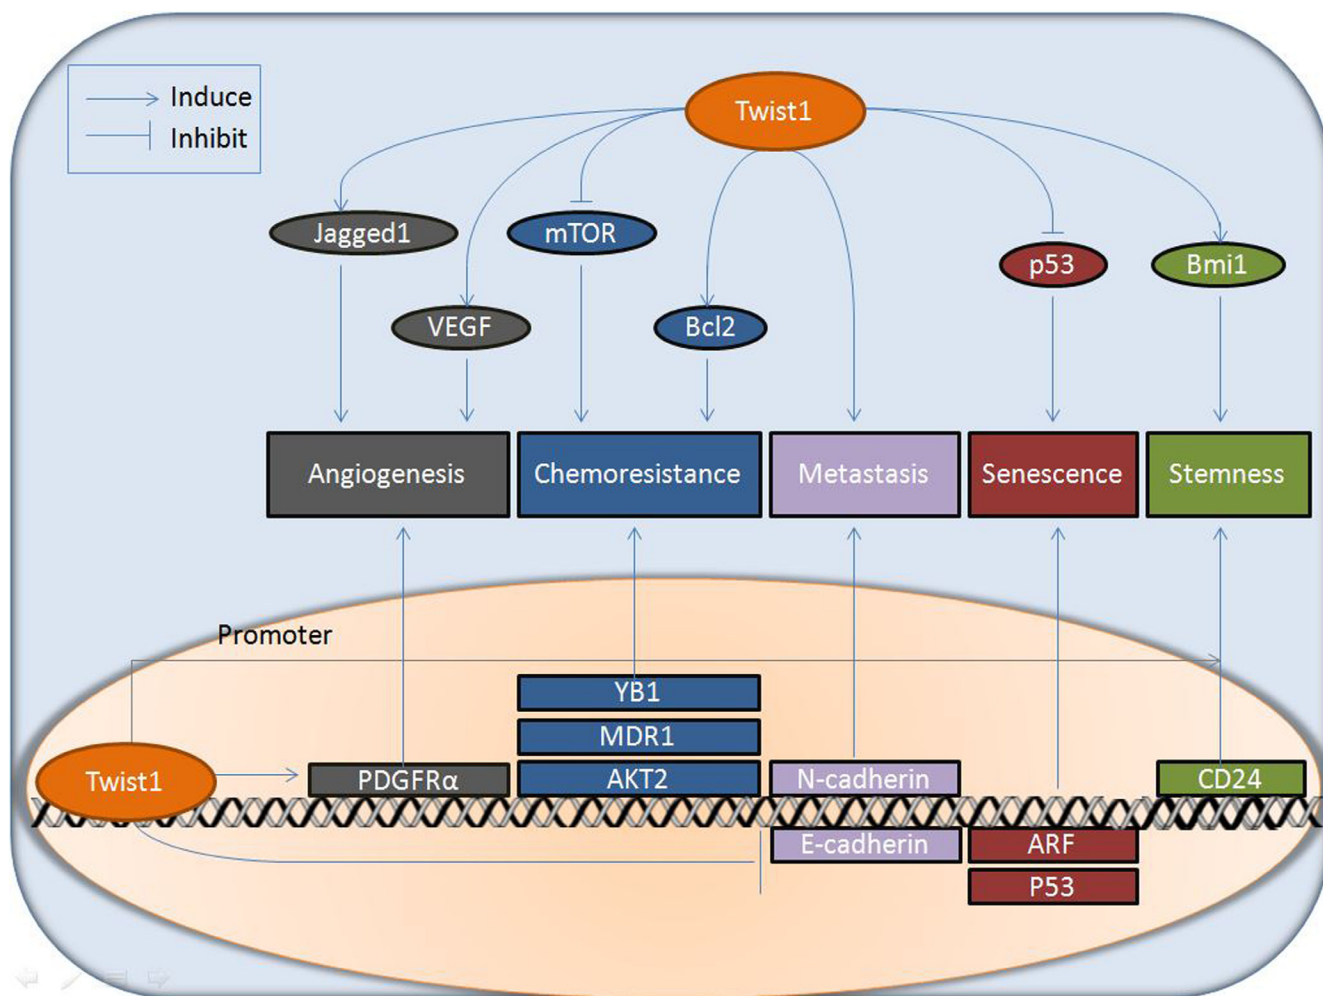 Induce
Inhibit
Twist1
Jagged1
mTOR
p53
Bmi1
VEGF
Bcl2
Angiogenesis
Chemoresistance
Metastasis
Senescence
Stemness
Promoter
YB1
MDR1
Twist1
PDGFRα
AKT2
N-cadherin
CD24
E-cadherin
ARF
P53